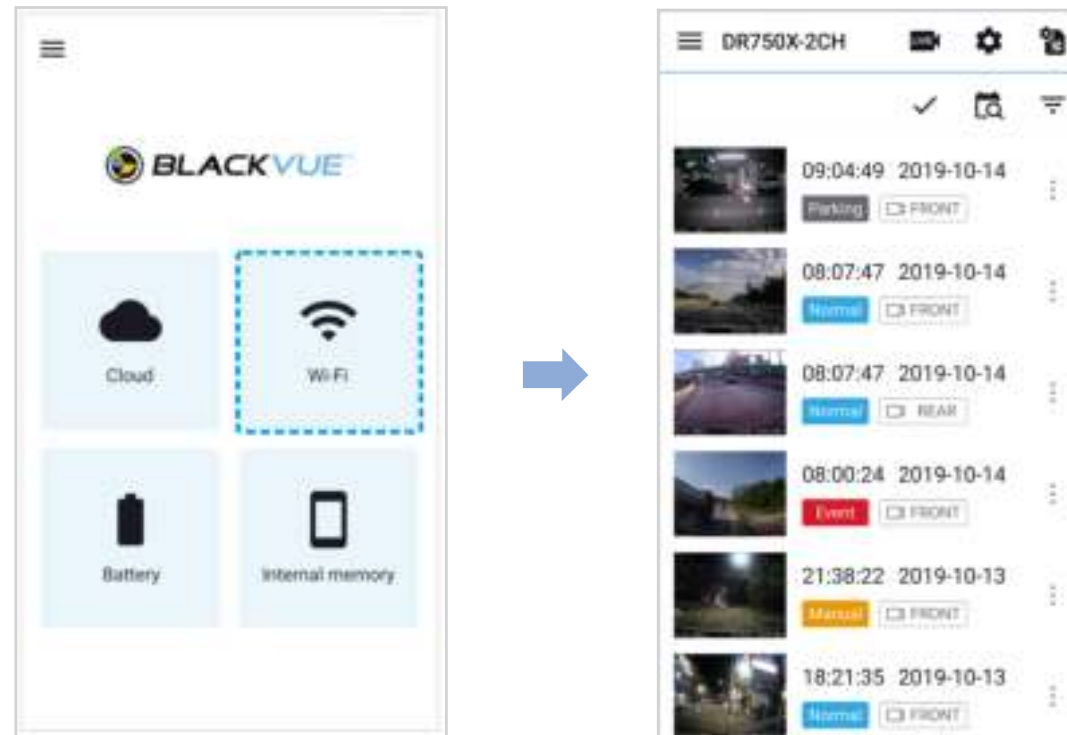 BLACKVUE
Cloud
Wi-Fi
Battery
Internal memory
DR750X-2CH
09:04:49 2019-10-14
Parking FRONT
08:07:47 2019-10-14
Normal FRONT
08:07:47 2019-10-14
Normal REAR
08:00:24 2019-10-14
Event FRONT
21:38:22 2019-10-13
Manual FRONT
18:21:35 2019-10-13
Normal FRONT